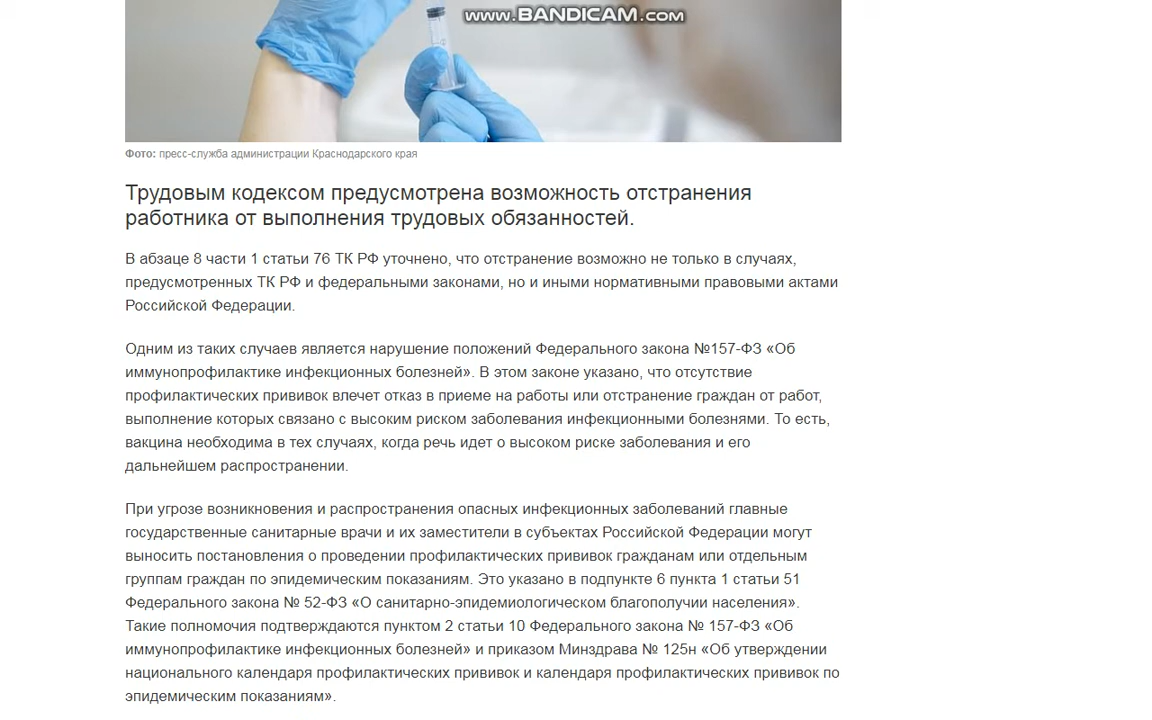 www.BANDICAM.com
Фото: пресс-служба администрации Краснодарского края
Трудовым кодексом предусмотрена возможность отстранения
работника от выполнения трудовых обязанностей.
В абзаце 8 части 1 статьи 76 ТК РФ уточнено, что отстранение возможно не только в случаях,
предусмотренных ТК РФ и федеральными законами, но и иными нормативными правовыми актами
Российской Федерации.
Одним из таких случаев является нарушение положений Федерального закона №157-ФЗ «Об
иммунопрофилактике инфекционных болезней». В этом законе указано, что отсутствие
профилактических прививок влечет отказ в приеме на работы или отстранение граждан от работ,
выполнение которых связано с высоким риском заболевания инфекционными болезнями. То есть,
вакцина необходима в тех случаях, когда речь идет о высоком риске заболевания и его
дальнейшем распространении.
При угрозе возникновения и распространения опасных инфекционных заболеваний главные
государственные санитарные врачи и их заместители в субъектах Российской Федерации могут
выносить постановления о проведении профилактических прививок гражданам или отдельным
группам граждан по эпидемическим показаниям. Это указано в подпункте 6 пункта 1 статьи 51
Федерального закона № 52-ФЗ «О санитарно-эпидемиологическом благополучии населения».
Такие полномочия подтверждаются пунктом 2 статьи 10 Федерального закона № 157-ФЗ «Об
иммунопрофилактике инфекционных болезней» и приказом Минздрава № 125н «Об утверждении
национального календаря профилактических прививок и календаря профилактических прививок по
эпидемическим показаниям».